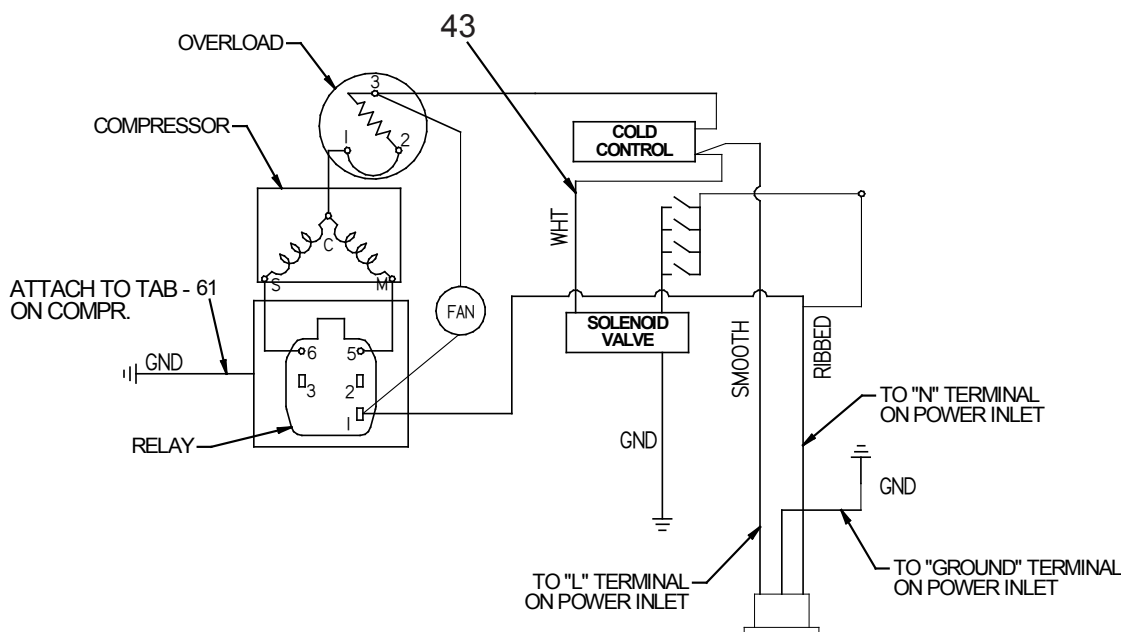 43
OVERLOAD
3
1
2
COLD
CONTROL
COMPRESSOR
WHT
C
S
M
ATTACH TO TAB - 61
ON COMPR.
FAN
SOLENOID
VALVE
SMOOTH
RIBBED
GND
6
5
3
2
1
RELAY
TO "N" TERMINAL
ON POWER INLET
GND
GND
TO "L" TERMINAL
ON POWER INLET
TO "GROUND" TERMINAL
ON POWER INLET